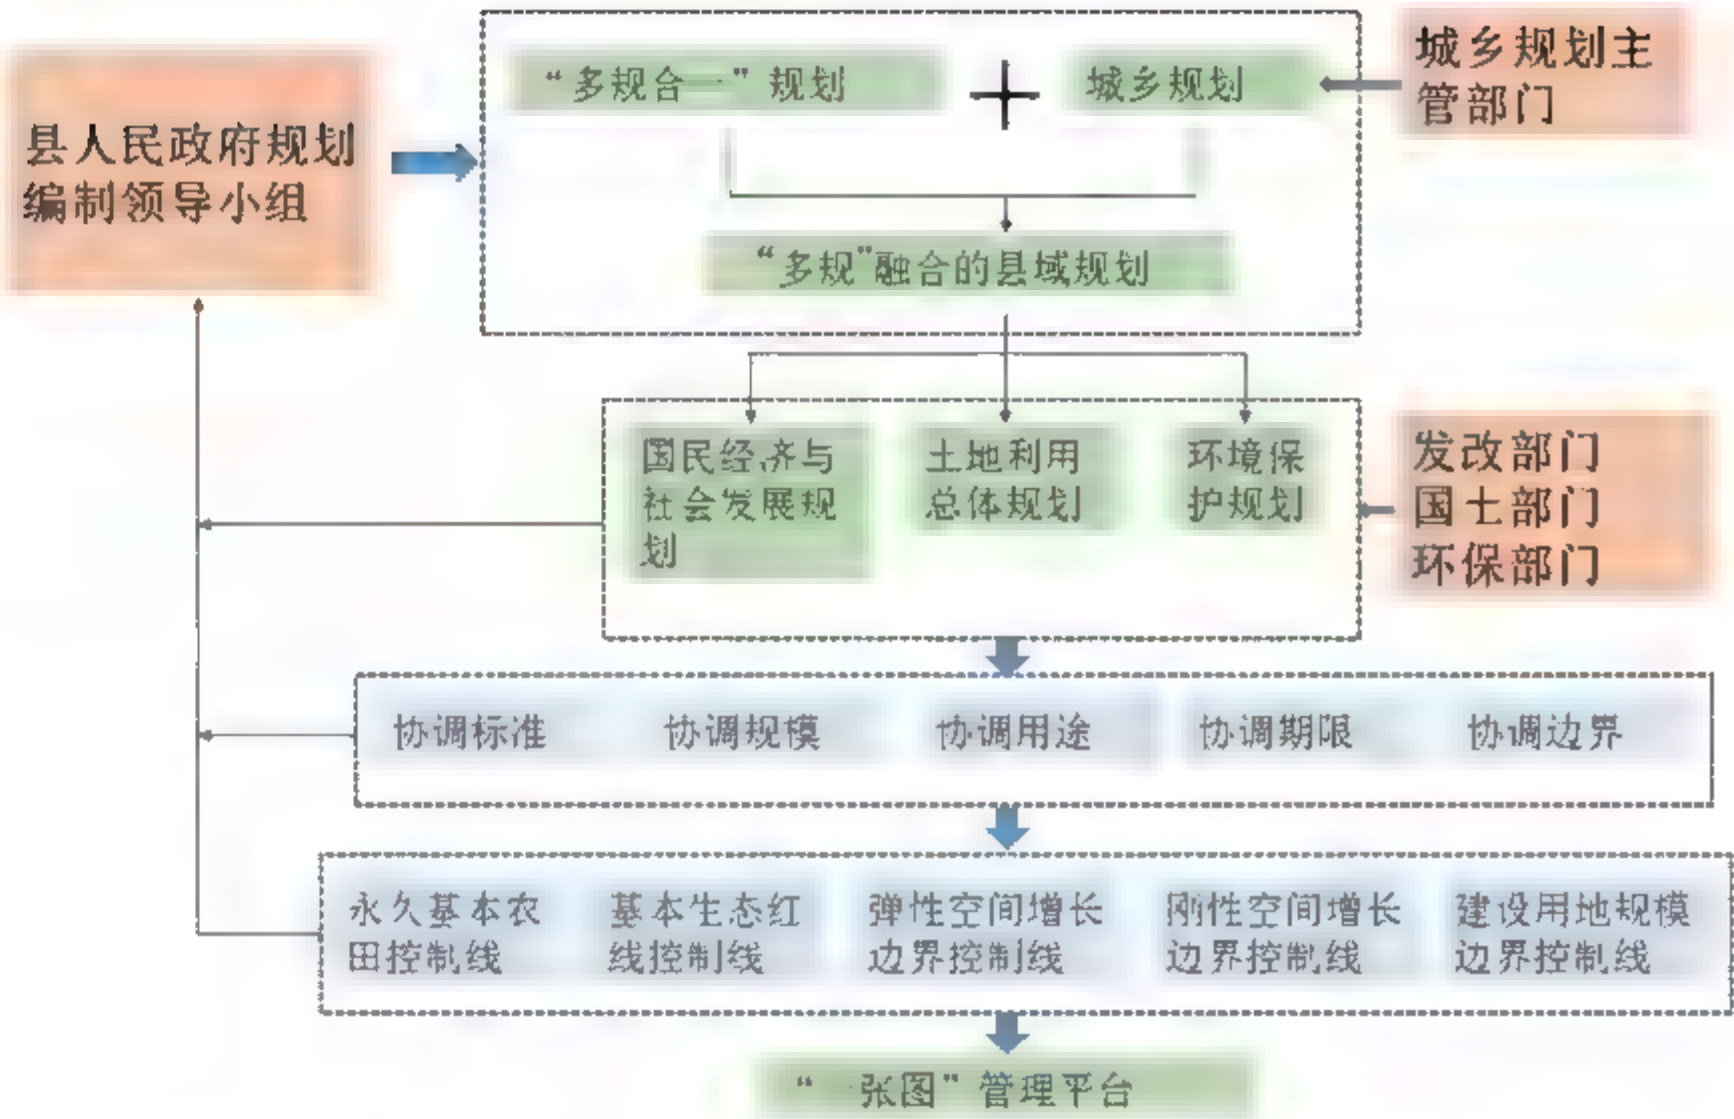 “多规合一”规划
城乡规划
城乡规划主
管部门
县人民政府规划
编制领导小组
“多规”融合的县域规划
国民经济与
社会发展规
划
土地利用
总体规划
环境保
护规划
发改部门
国土部门
环保部门
协调标准
协调规模
协调用途
协调期限
协调边界
永久基本农
田控制线
基本生态红
线控制线
弹性空间增长
边界控制线
刚性空间增长
边界控制线
建设用地规模
边界控制线
“一张图”管理平台